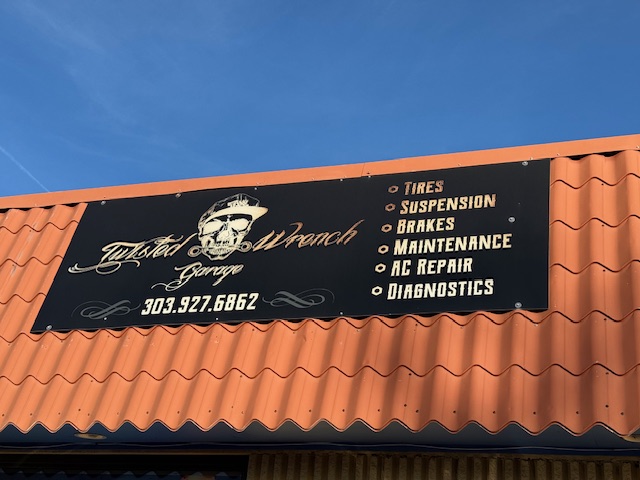 Twisted Wrench
Garage
303.927.6862
Tires
Suspension
Brakes
Maintenance
AC Repair
Diagnostics